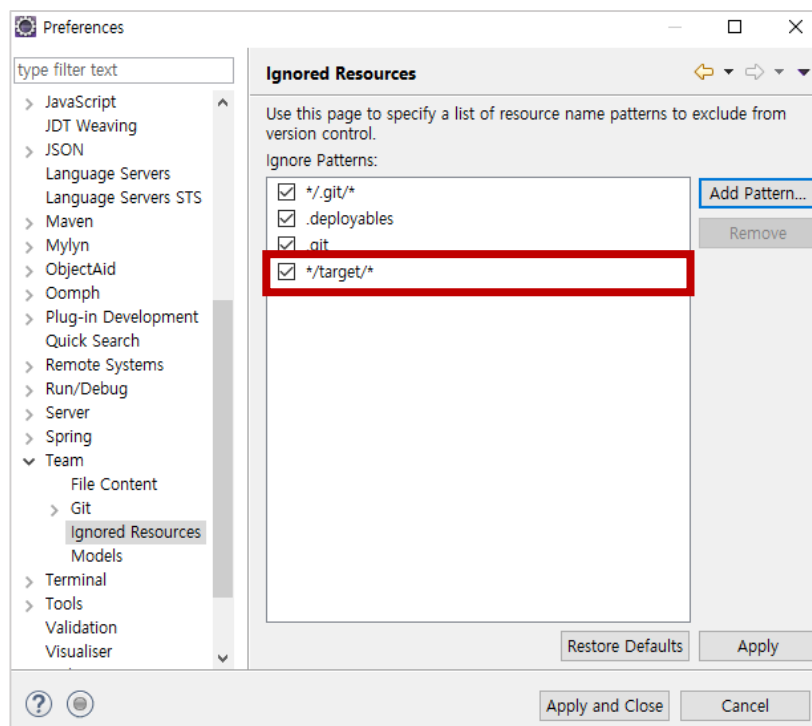 Preferences
type filter text
JavaScript
JDT Weaving
JSON
Language Servers
Language Servers STS
Maven
Mylyn
ObjectAid
Oomph
Plug-in Development
Quick Search
Remote Systems
Run/Debug
Server
Spring
Team
File Content
Git
Ignored Resources
Models
Terminal
Tools
Validation
Visualiser
Ignored Resources
Use this page to specify a list of resource name patterns to exclude from
version control.
Ignore Patterns:
*/.git/*
.deployables
.git
*/target/*
Add Pattern...
Remove
Restore Defaults
Apply
Apply and Close
Cancel